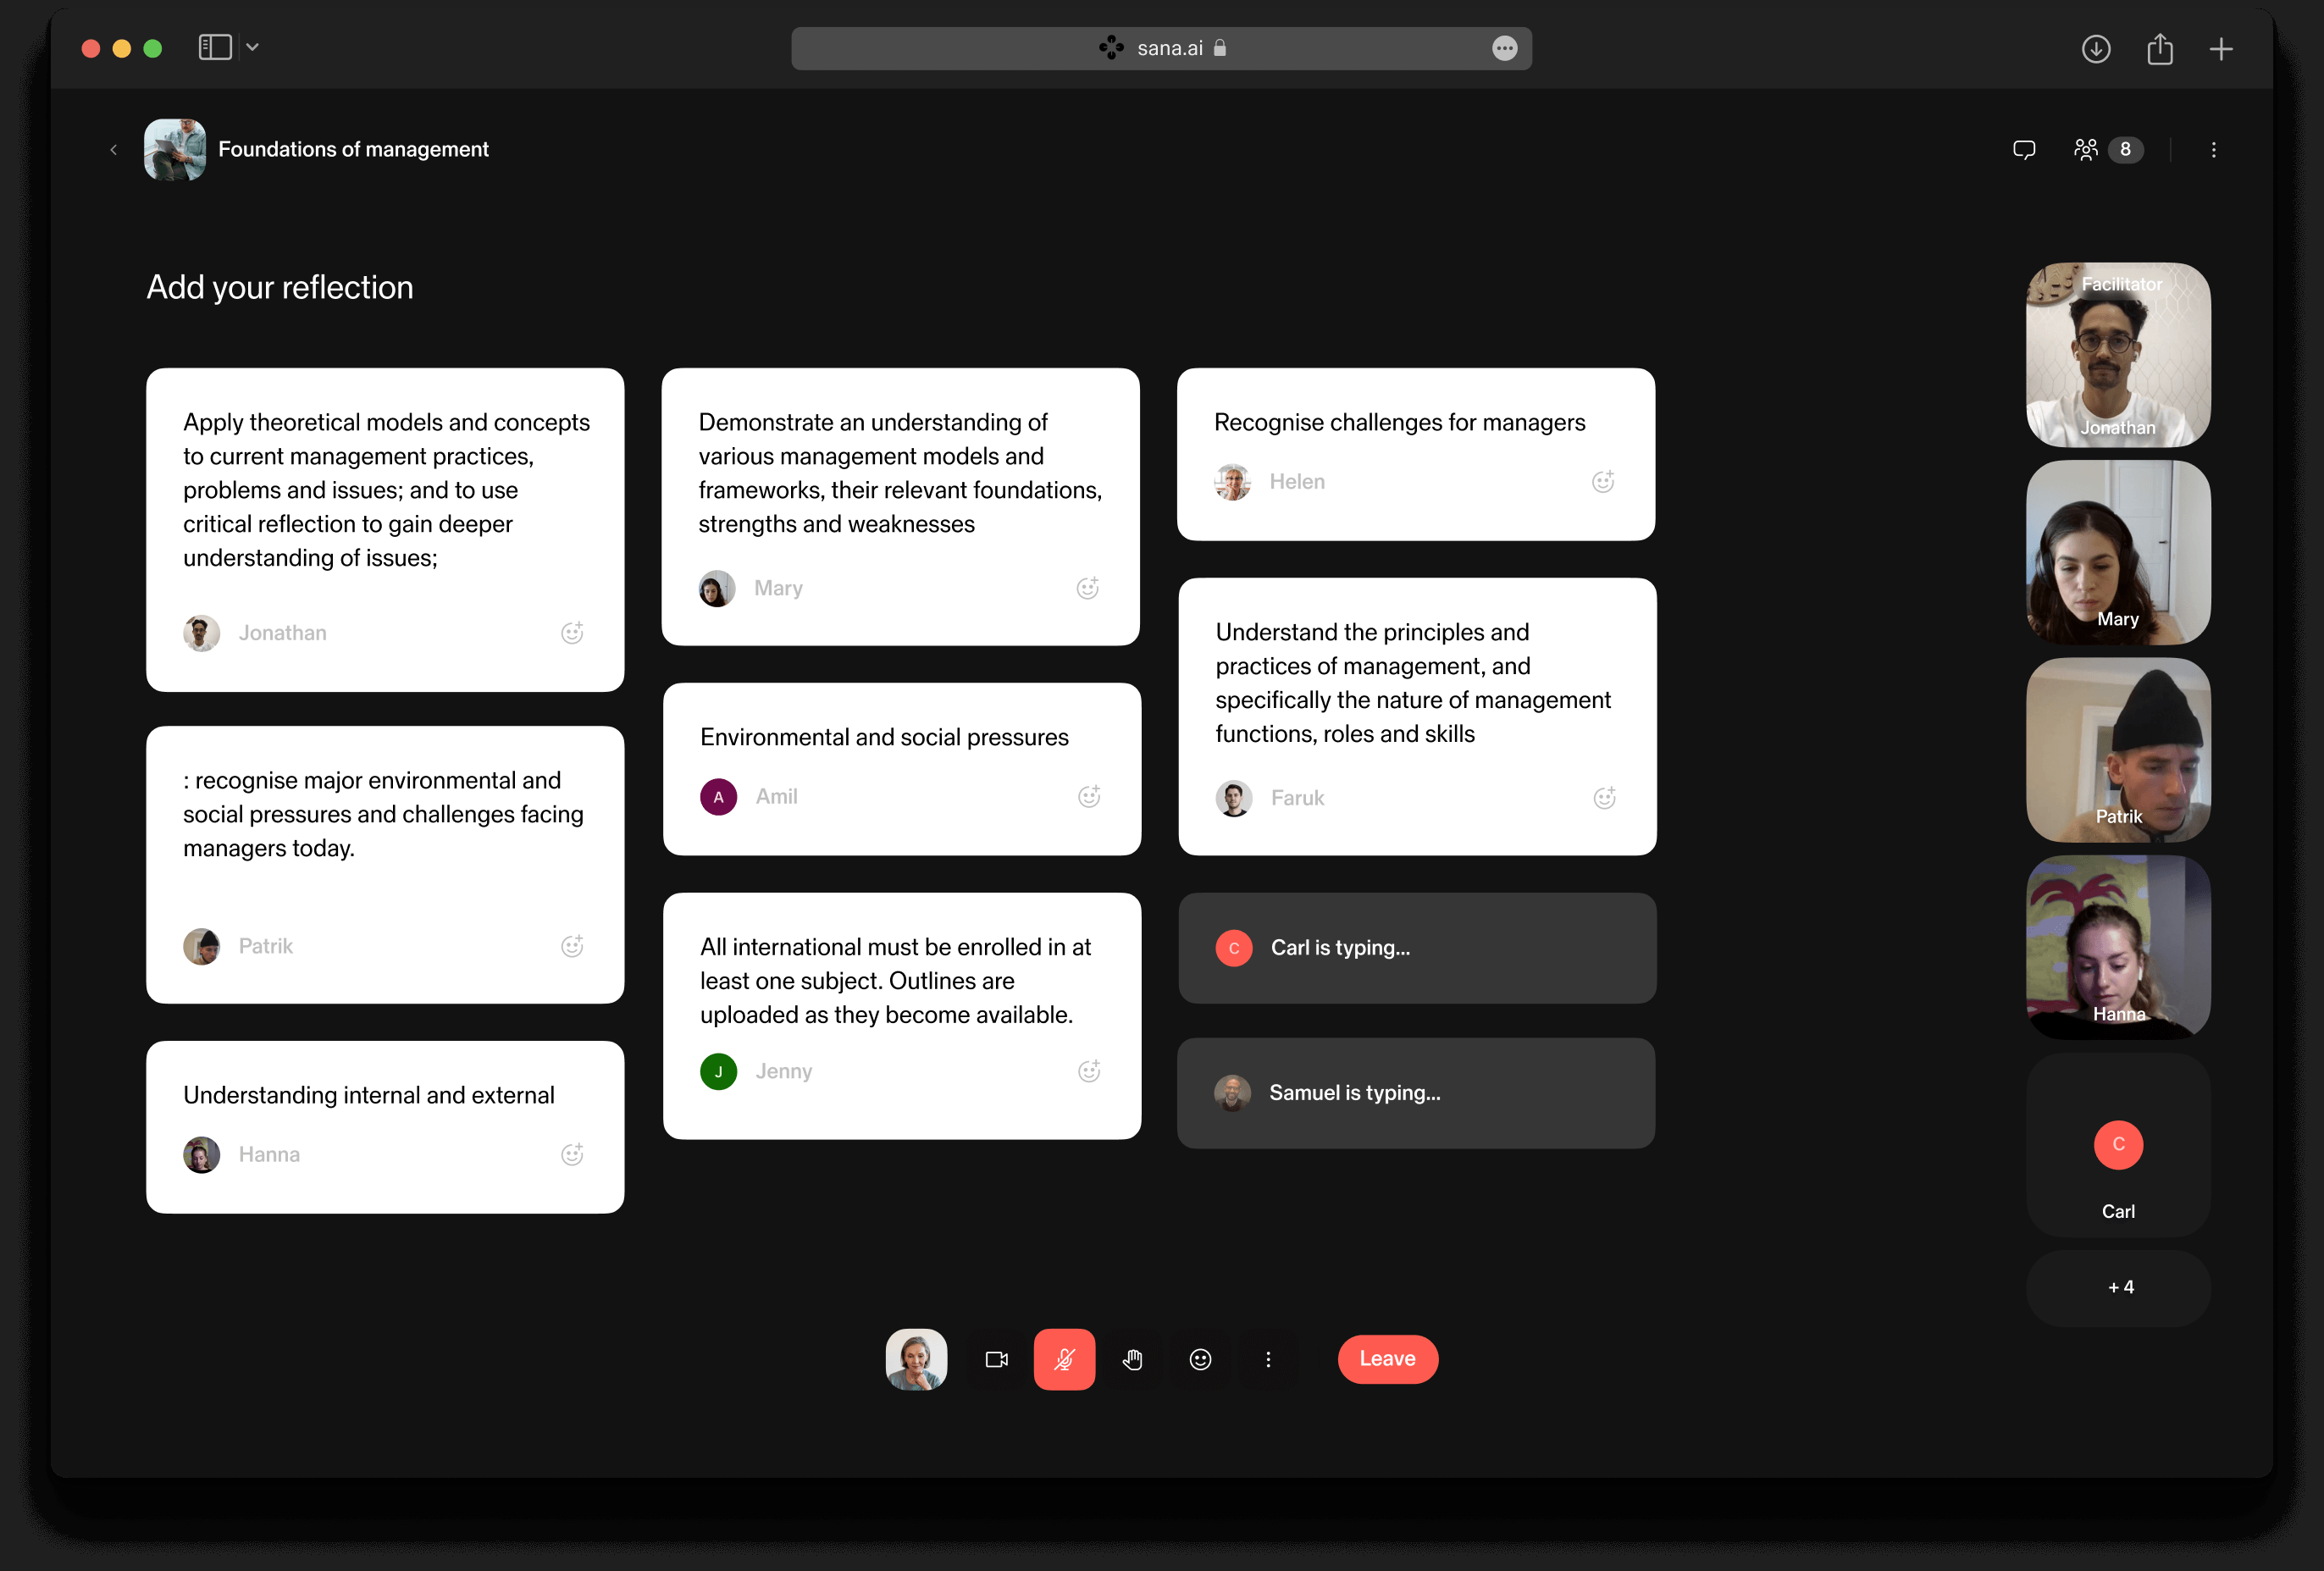 sana.ai
Foundations of management
8
Add your reflection
Apply theoretical models and concepts
to current management practices,
problems and issues; and to use
critical reflection to gain deeper
understanding of issues;
Jonathan
: recognise major environmental and
social pressures and challenges facing
managers today.
Patrik
Understanding internal and external
Hanna
Demonstrate an understanding of
various management models and
frameworks, their relevant foundations,
strengths and weaknesses
Mary
Environmental and social pressures
A
Amil
All international must be enrolled in at
least one subject. Outlines are
uploaded as they become available.
J
Jenny
Recognise challenges for managers
Helen
Understand the principles and
practices of management, and
specifically the nature of management
functions, roles and skills
Faruk
C
Carl is typing...
Samuel is typing...
Facilitator
Jonathan
Mary
Patrik
Hanna
C
Carl
+ 4
Leave